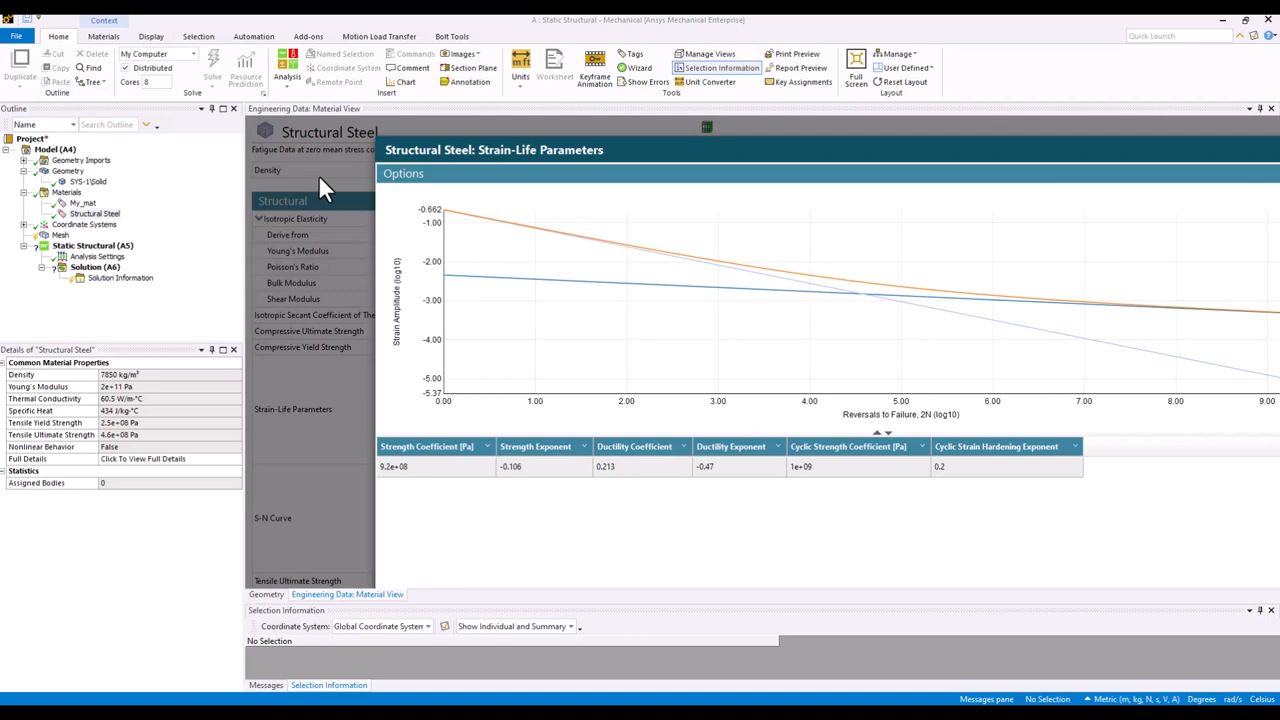 A : Static Structural - Mechanical [Ansys Mechanical Enterprise]
Context
File Home Materials Display Selection Automation Add-ons Motion Load Transfer Bolt Tools Quick Launch
Duplicate Cut Copy Paste Delete Find Tree
Outline
My Computer
Distributed
Cores 8
Solve Resource Prediction
Solve
Analysis Named Selection Coordinate System Remote Point Commands Comment Chart Images Section Plane Annotation
Insert
Units Worksheet Keyframe Animation Tags Wizard Show Errors Manage Views Selection Information Unit Converter Print Preview Report Preview Key Assignments
Tools
Full Screen Manage User Defined Reset Layout
Layout
Outline
Name Search Outline
Project*
Model (A4)
Geometry Imports
Geometry
SYS-1\Solid
Materials
My_mat
Structural Steel
Coordinate Systems
Mesh
Static Structural (A5)
Analysis Settings
Solution (A6)
Solution Information
Details of "Structural Steel"
Common Material Properties
Density 7850 kg/m³
Young's Modulus 2e+11 Pa
Thermal Conductivity 60.5 W/m·°C
Specific Heat 434 J/kg·°C
Tensile Yield Strength 2.5e+08 Pa
Tensile Ultimate Strength 4.6e+08 Pa
Nonlinear Behavior False
Full Details Click To View Full Details
Statistics
Assigned Bodies 0
Engineering Data: Material View
Structural Steel
Fatigue Data at zero mean stress co
Density
Structural
Isotropic Elasticity
Derive from
Young's Modulus
Poisson's Ratio
Bulk Modulus
Shear Modulus
Isotropic Secant Coefficient of The
Compressive Ultimate Strength
Compressive Yield Strength
Strain-Life Parameters
S-N Curve
Tensile Ultimate Strength
Structural Steel: Strain-Life Parameters
Options
Strain Amplitude (log10)
-0.662
-1.00
-2.00
-3.00
-4.00
-5.00
-5.37
0.00 1.00 2.00 3.00 4.00 5.00 6.00 7.00 8.00 9.00
Reversals to Failure, 2N (log10)
Strength Coefficient [Pa] Strength Exponent Ductility Coefficient Ductility Exponent Cyclic Strength Coefficient [Pa] Cyclic Strain Hardening Exponent
9.2e+08 -0.106 0.213 -0.47 1e+09 0.2
Geometry Engineering Data: Material View
Selection Information
Coordinate System: Global Coordinate System Show Individual and Summary
No Selection
Messages Selection Information
Messages pane No Selection Metric (m, kg, N, s, V, A) Degrees rad/s Celsius